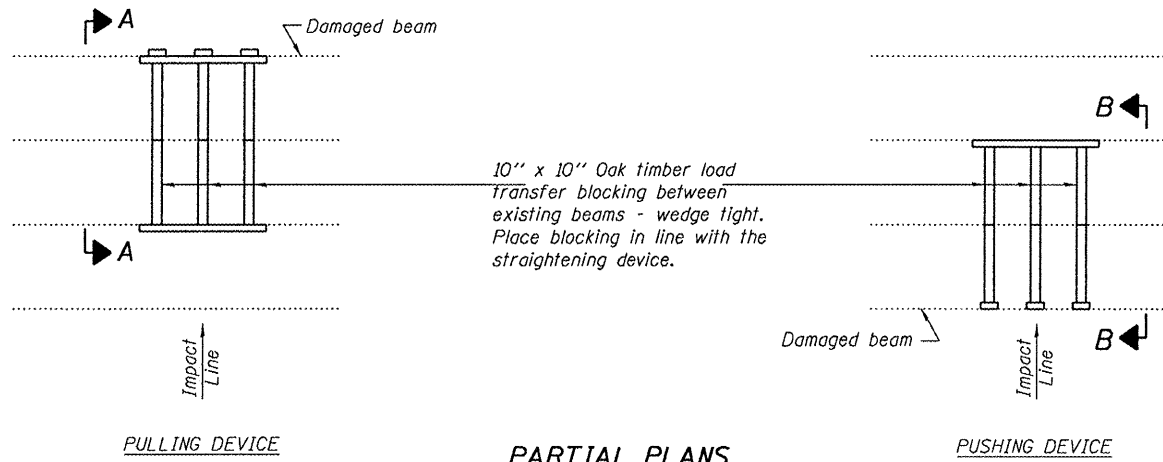 A
Damaged beam
B
10'' x 10'' Oak timber load
transfer blocking between
existing beams - wedge tight.
Place blocking in line with the
straightening device.
A
Damaged beam
B
Impact
Line
Impact
Line
PULLING DEVICE
PARTIAL PLANS
PUSHING DEVICE